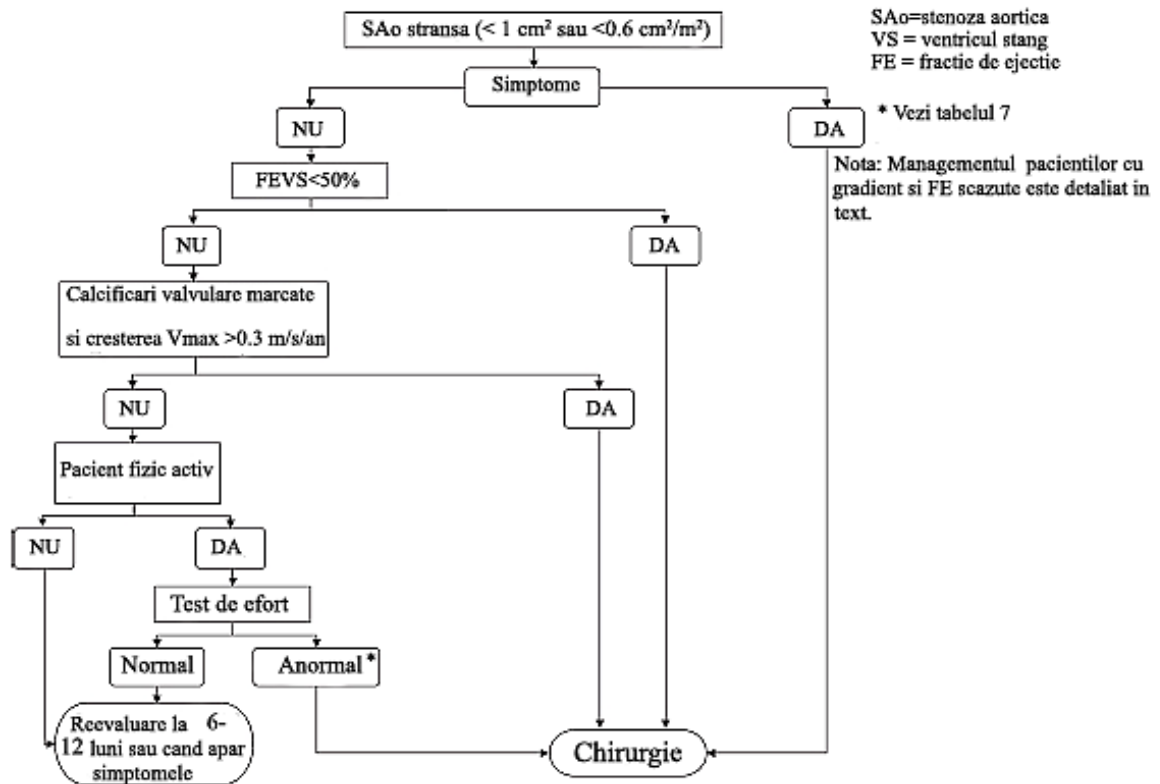 SAo stransa (< 1 cm² sau <0.6 cm²/m²)
SAo=stenoza aortica
VS = ventricul stang
FE = fractie de ejectie
Simptome
* Vezi tabelul 7
NU
DA
Nota: Managementul pacientilor cu
gradient si FE scazute este detaliat in
text.
FEVS<50%
NU
DA
Calcificari valvulare marcate
si cresterea Vmax >0.3 m/s/an
NU
DA
Pacient fizic activ
NU
DA
Test de efort
Normal
Anormal*
Reevaluare la 6-
12 luni sau cand apar
simptomele
Chirurgie